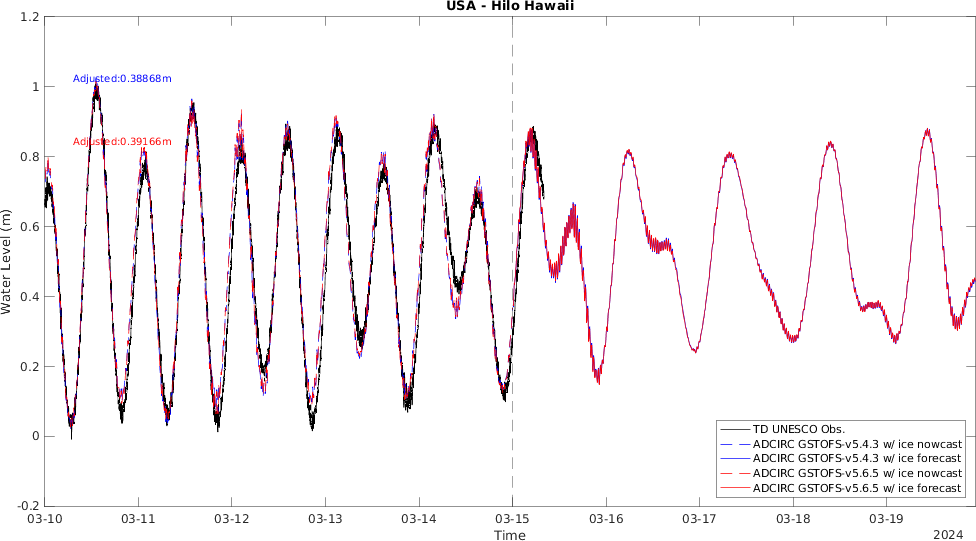 USA - Hilo Hawaii
1.2
1
0.8
0.6
0.4
0.2
0
-0.2
Water Level (m)
Adjusted:0.38868m
Adjusted:0.39166m
TD UNESCO Obs.
ADCIRC GSTOFS-v5.4.3 w/ ice nowcast
ADCIRC GSTOFS-v5.4.3 w/ ice forecast
ADCIRC GSTOFS-v5.6.5 w/ ice nowcast
ADCIRC GSTOFS-v5.6.5 w/ ice forecast
03-10 03-11 03-12 03-13 03-14 03-15 03-16 03-17 03-18 03-19
Time
2024